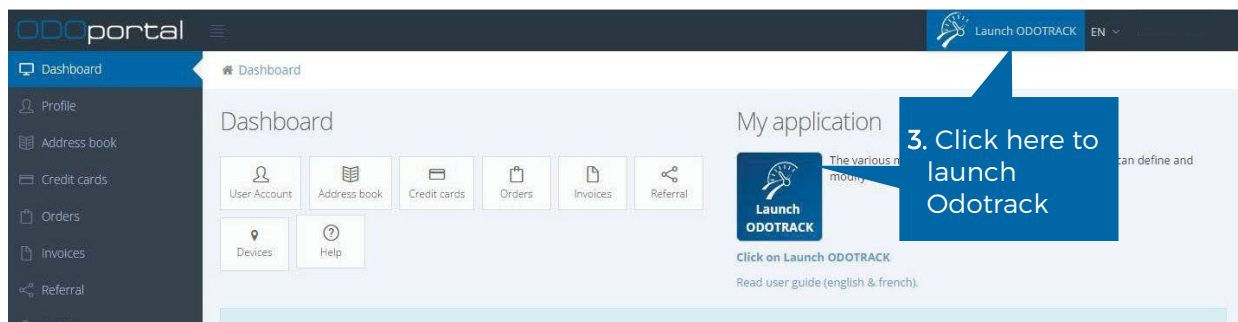 ODOportal
Launch ODOTRACK EN
Dashboard
Profile
Address book
Credit cards
Orders
Invoices
Referral
Dashboard
Dashboard
User Account Address book Credit cards Orders Invoices Referral
Devices Help
My application
The various
can define and
Launch
ODOTRACK
Click on Launch ODOTRACK
Read user guide (english & french).
3. Click here to
launch
Odotrack